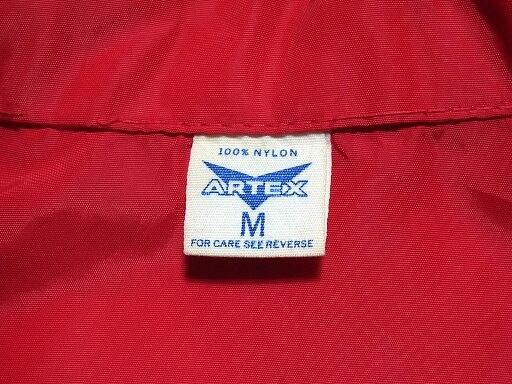 100% NYLON
ARTEX
M
FOR CARE SEE REVERSE